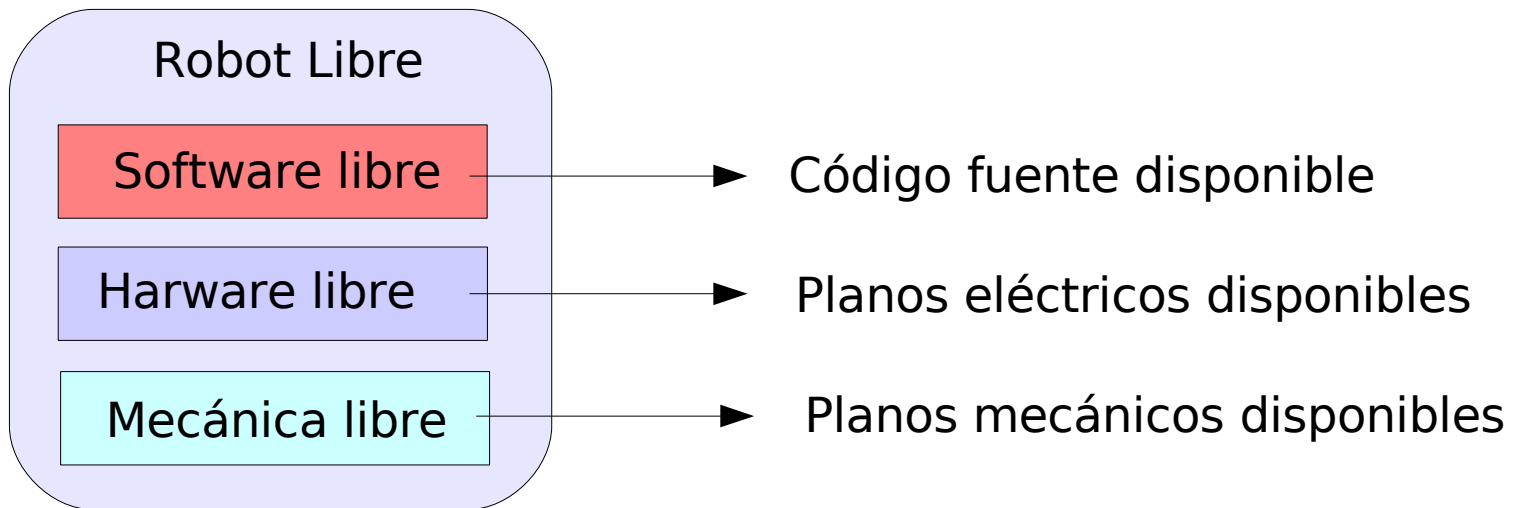 Robot Libre
Software libre
Código fuente disponible
Harware libre
Planos eléctricos disponibles
Mecánica libre
Planos mecánicos disponibles